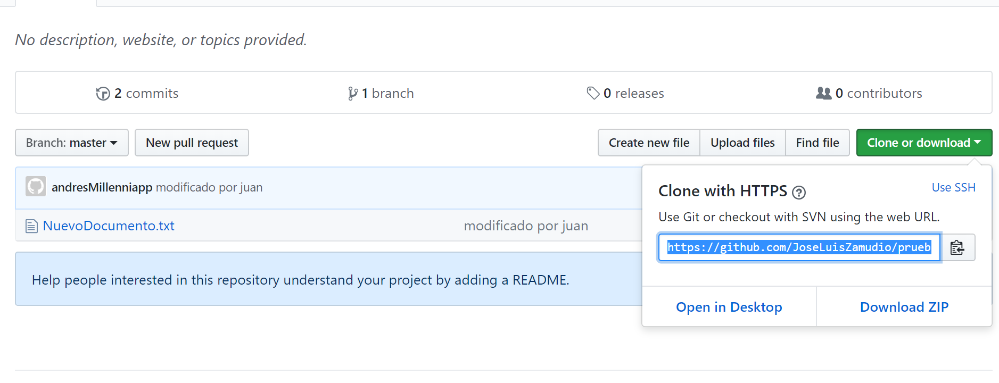 No description, website, or topics provided.
2 commits
1 branch
0 releases
0 contributors
Branch: master
New pull request
Create new file
Upload files
Find file
Clone or download
andresMillenniapp modificado por juan
NuevoDocumento.txt
modificado por juan
Help people interested in this repository understand your project by adding a README.
Clone with HTTPS
Use SSH
Use Git or checkout with SVN using the web URL.
https://github.com/JoseLuisZamudio/prueb
Open in Desktop
Download ZIP